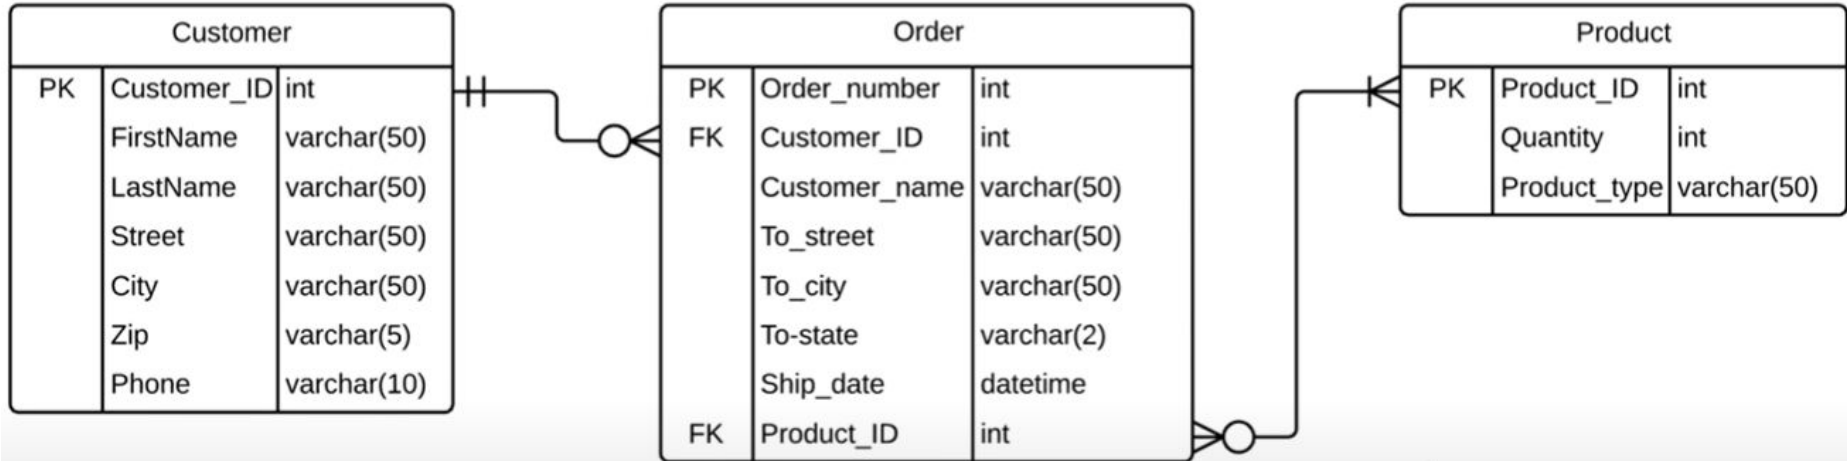 Customer
PK Customer_ID int
FirstName varchar(50)
LastName varchar(50)
Street varchar(50)
City varchar(50)
Zip varchar(5)
Phone varchar(10)
Order
PK Order_number int
FK Customer_ID int
Customer_name varchar(50)
To_street varchar(50)
To_city varchar(50)
To-state varchar(2)
Ship_date datetime
FK Product_ID int
Product
PK Product_ID int
Quantity int
Product_type varchar(50)